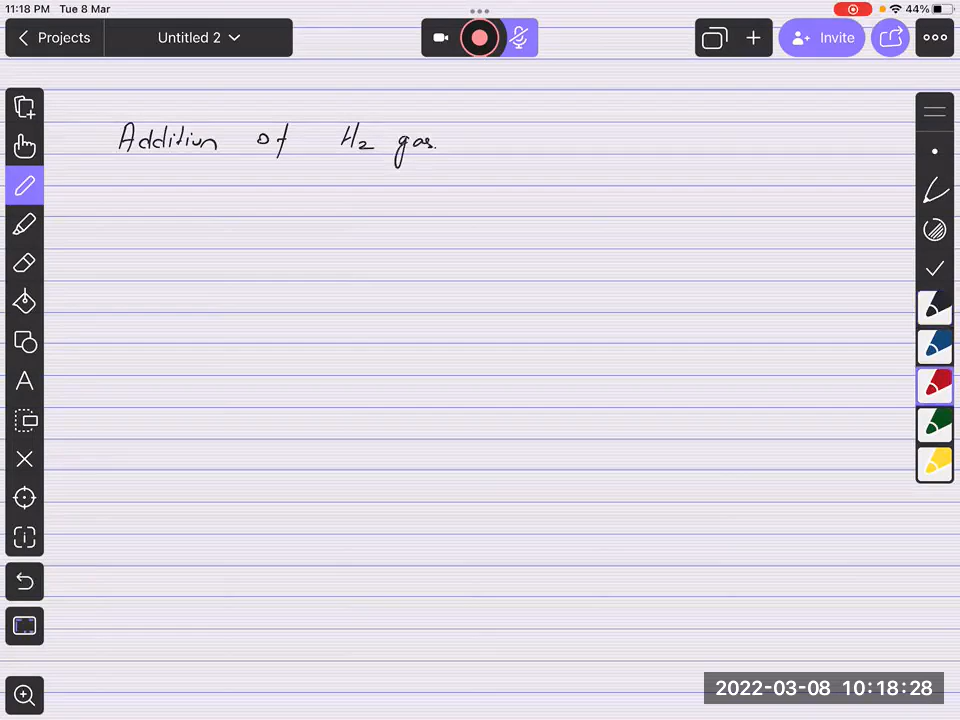 11:18 PM Tue 8 Mar 44%
Projects Untitled 2 Invite
Addition of H2 gas.
A
2022-03-08 10:18:28